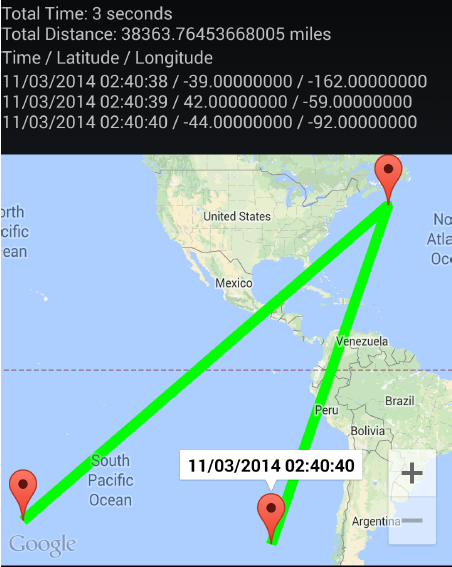 Total Time: 3 seconds
Total Distance: 38363.76453668005 miles
Time / Latitude / Longitude
11/03/2014 02:40:38 / -39.00000000 / -162.00000000
11/03/2014 02:40:39 / 42.00000000 / -59.00000000
11/03/2014 02:40:40 / -44.00000000 / -92.00000000
orth
cific
ean
United States
No
Atla
Oc
Mexico
Venezuela
Peru
Brazil
Bolivia
South
Pacific
Ocean
11/03/2014 02:40:40
+
Argentina
−
Google